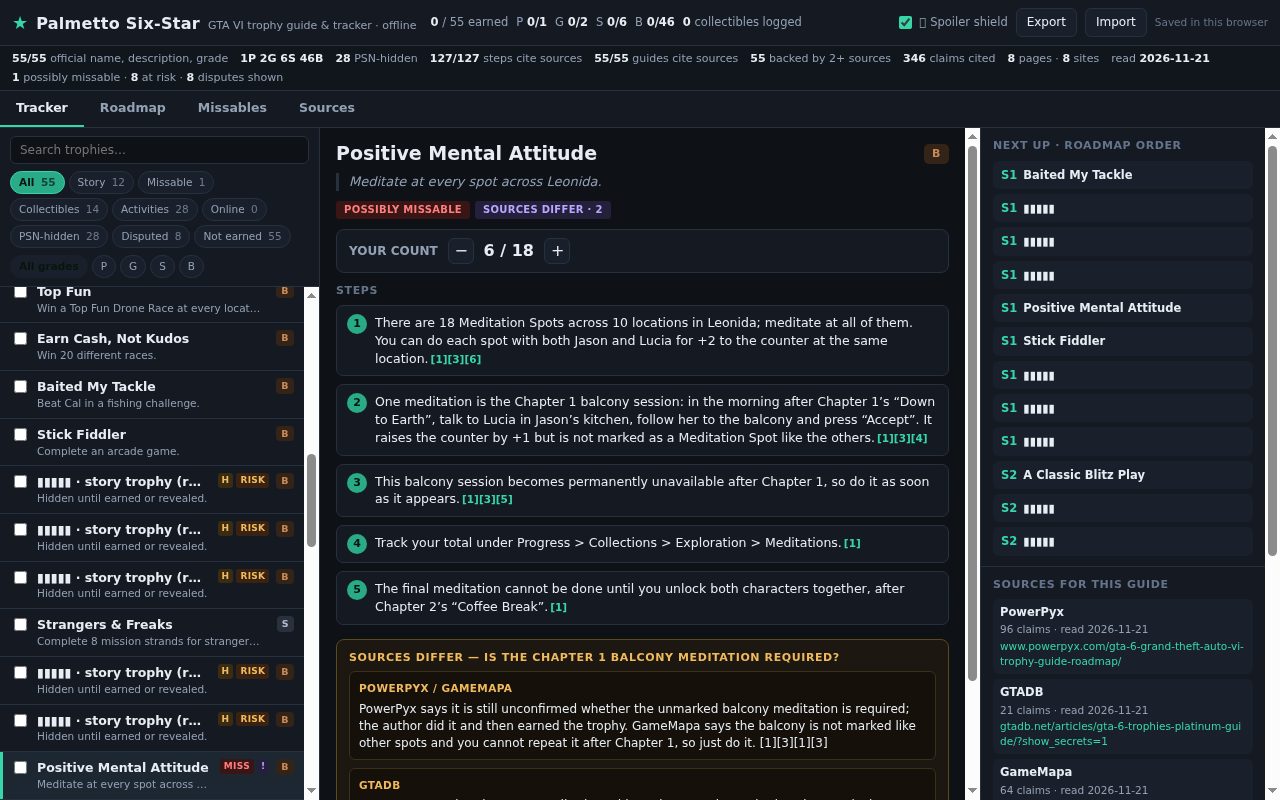 ★ Palmetto Six-Star GTA VI trophy guide & tracker · offline 0 / 55 earned P 0/1 G 0/2 S 0/6 B 0/46 0 collectibles logged Spoiler shield Export Import Saved in this browser
55/55 official name, description, grade 1P 2G 6S 46B 28 PSN-hidden 127/127 steps cite sources 55/55 guides cite sources 55 backed by 2+ sources 346 claims cited 8 pages · 8 sites read 2026-11-21
1 possibly missable · 8 at risk · 8 disputes shown
Tracker Roadmap Missables Sources
Search trophies…
All 55 Story 12 Missable 1
Collectibles 14 Activities 28 Online 0
PSN-hidden 28 Disputed 8 Not earned 55
All grades P G S B
Top Fun B
Win a Top Fun Drone Race at every locat…
Earn Cash, Not Kudos B
Win 20 different races.
Baited My Tackle B
Beat Cal in a fishing challenge.
Stick Fiddler B
Complete an arcade game.
▮▮▮▮▮ · story trophy (r… H RISK B
Hidden until earned or revealed.
▮▮▮▮▮ · story trophy (r… H RISK B
Hidden until earned or revealed.
▮▮▮▮▮ · story trophy (r… H RISK B
Hidden until earned or revealed.
Strangers & Freaks S
Complete 8 mission strands for stranger…
▮▮▮▮▮ · story trophy (r… H RISK B
Hidden until earned or revealed.
▮▮▮▮▮ · story trophy (r… H RISK B
Hidden until earned or revealed.
Positive Mental Attitude MISS ! B
Meditate at every spot across …
Positive Mental Attitude B
Meditate at every spot across Leonida.
POSSIBLY MISSABLE SOURCES DIFFER · 2
YOUR COUNT − 6 / 18 +
STEPS
1 There are 18 Meditation Spots across 10 locations in Leonida; meditate at all of them.
You can do each spot with both Jason and Lucia for +2 to the counter at the same
location. [1][3][6]
2 One meditation is the Chapter 1 balcony session: in the morning after Chapter 1’s “Down
to Earth”, talk to Lucia in Jason’s kitchen, follow her to the balcony and press “Accept”. It
raises the counter by +1 but is not marked as a Meditation Spot like the others. [1][3][4]
3 This balcony session becomes permanently unavailable after Chapter 1, so do it as soon
as it appears. [1][3][5]
4 Track your total under Progress > Collections > Exploration > Meditations. [1]
5 The final meditation cannot be done until you unlock both characters together, after
Chapter 2’s “Coffee Break”. [1]
SOURCES DIFFER — IS THE CHAPTER 1 BALCONY MEDITATION REQUIRED?
POWERPYX / GAMEMAPA
PowerPyx says it is still unconfirmed whether the unmarked balcony meditation is required;
the author did it and then earned the trophy. GameMapa says the balcony is not marked like
other spots and you cannot repeat it after Chapter 1, so just do it. [1][3][1][3]
GTADB
NEXT UP · ROADMAP ORDER
S1 Baited My Tackle
S1 ▮▮▮▮▮
S1 ▮▮▮▮▮
S1 ▮▮▮▮▮
S1 Positive Mental Attitude
S1 Stick Fiddler
S1 ▮▮▮▮▮
S1 ▮▮▮▮▮
S1 ▮▮▮▮▮
S2 A Classic Blitz Play
S2 ▮▮▮▮▮
S2 ▮▮▮▮▮
SOURCES FOR THIS GUIDE
PowerPyx
96 claims · read 2026-11-21
www.powerpyx.com/gta-6-grand-theft-auto-vi-
trophy-guide-roadmap/
GTADB
21 claims · read 2026-11-21
gtadb.net/articles/gta-6-trophies-platinum-gui
de/?show_secrets=1
GameMapa
64 claims · read 2026-11-21